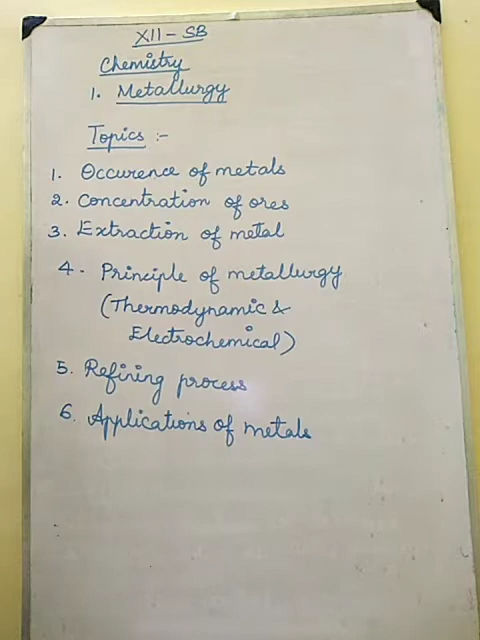 XII - SB
Chemistry
1. Metallurgy
Topics :-
1. Occurence of metals
2. Concentration of ores
3. Extraction of metal
4. Principle of metallurgy
(Thermodynamic &
Electrochemical)
5. Refining process
6. Applications of metals